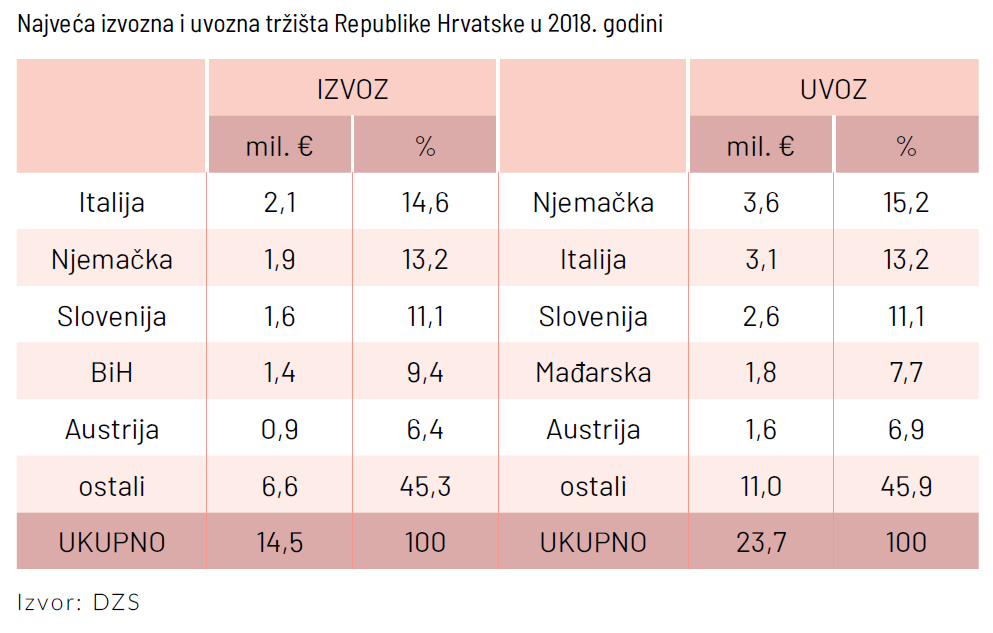 Najveća izvozna i uvozna tržišta Republike Hrvatske u 2018. godini
IZVOZ UVOZ
mil. € % mil. € %
Italija 2,1 14,6 Njemačka 3,6 15,2
Njemačka 1,9 13,2 Italija 3,1 13,2
Slovenija 1,6 11,1 Slovenija 2,6 11,1
BiH 1,4 9,4 Mađarska 1,8 7,7
Austrija 0,9 6,4 Austrija 1,6 6,9
ostali 6,6 45,3 ostali 11,0 45,9
UKUPNO 14,5 100 UKUPNO 23,7 100
Izvor: DZS